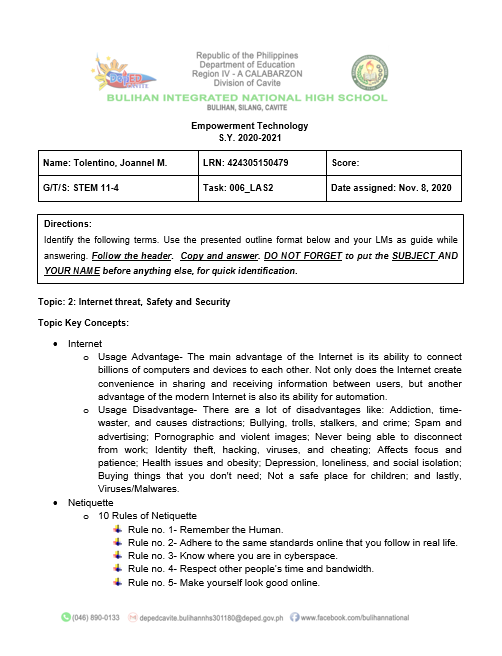 Republic of the Philippines
Department of Education
Region IV - A CALABARZON
Division of Cavite
BULIHAN INTEGRATED NATIONAL HIGH SCHOOL
BULIHAN, SILANG, CAVITE
Empowerment Technology
S.Y. 2020-2021
Name: Tolentino, Joannel M.
LRN: 424305150479
Score:
G/T/S: STEM 11-4
Task: 006_LAS2
Date assigned: Nov. 8, 2020
Directions:
Identify the following terms. Use the presented outline format below and your LMs as guide while
answering. Follow the header. Copy and answer. DO NOT FORGET to put the SUBJECT AND
YOUR NAME before anything else, for quick identification.
Topic: 2: Internet threat, Safety and Security
Topic Key Concepts:
• Internet
o Usage Advantage- The main advantage of the Internet is its ability to connect
billions of computers and devices to each other. Not only does the Internet create
convenience in sharing and receiving information between users, but another
advantage of the modern Internet is also its ability for automation.
o Usage Disadvantage- There are a lot of disadvantages like: Addiction, time-
waster, and causes distractions; Bullying, trolls, stalkers, and crime; Spam and
advertising; Pornographic and violent images; Never being able to disconnect
from work; Identity theft, hacking, viruses, and cheating; Affects focus and
patience; Health issues and obesity; Depression, loneliness, and social isolation;
Buying things that you don't need; Not a safe place for children; and lastly,
Viruses/Malwares.
• Netiquette
o 10 Rules of Netiquette
Rule no. 1- Remember the Human.
Rule no. 2- Adhere to the same standards online that you follow in real life.
Rule no. 3- Know where you are in cyberspace.
Rule no. 4- Respect other people's time and bandwidth.
Rule no. 5- Make yourself look good online.
(046) 890-0133 depedcavite.bulihannhs301180@deped.gov.ph www.facebook.com/bulihannational